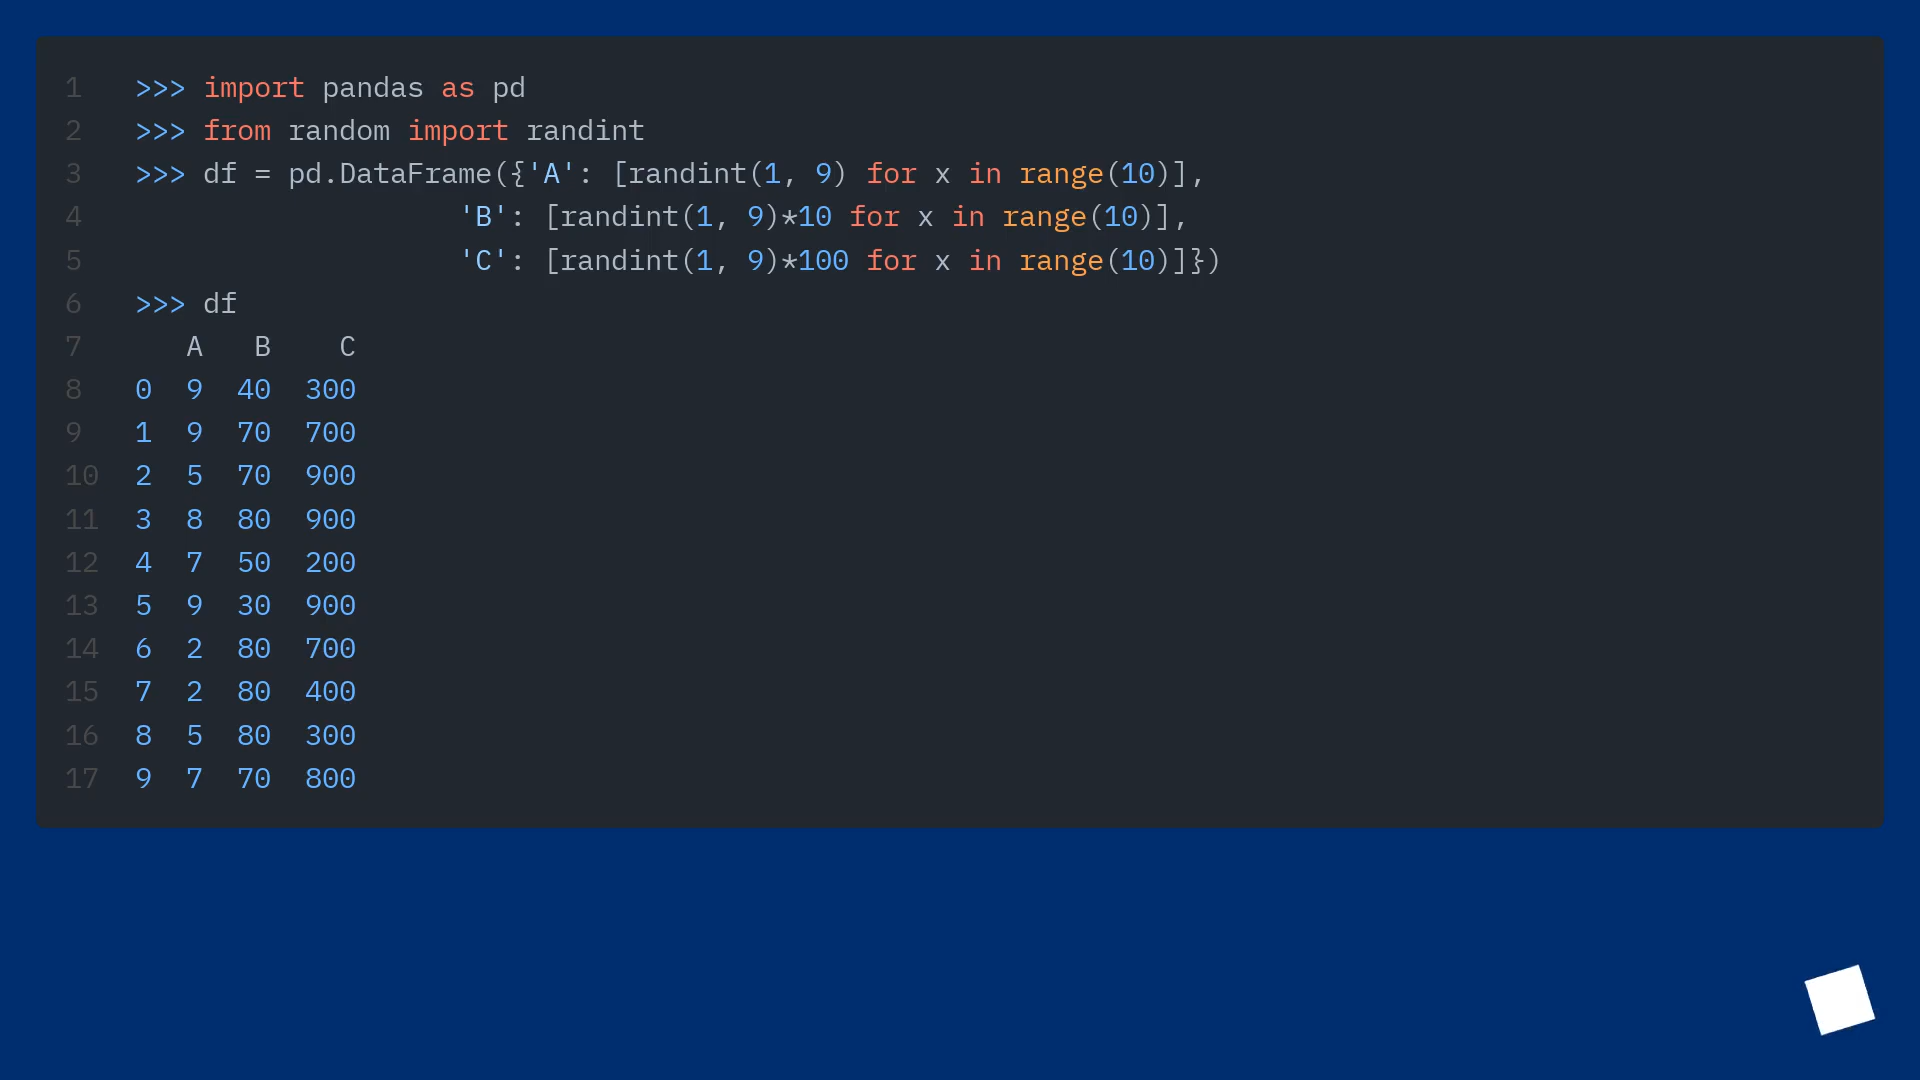 1 >>> import pandas as pd
2 >>> from random import randint
3 >>> df = pd.DataFrame({'A': [randint(1, 9) for x in range(10)],
4 'B': [randint(1, 9)*10 for x in range(10)],
5 'C': [randint(1, 9)*100 for x in range(10)]})
6 >>> df
7 A B C
8 0 9 40 300
9 1 9 70 700
10 2 5 70 900
11 3 8 80 900
12 4 7 50 200
13 5 9 30 900
14 6 2 80 700
15 7 2 80 400
16 8 5 80 300
17 9 7 70 800